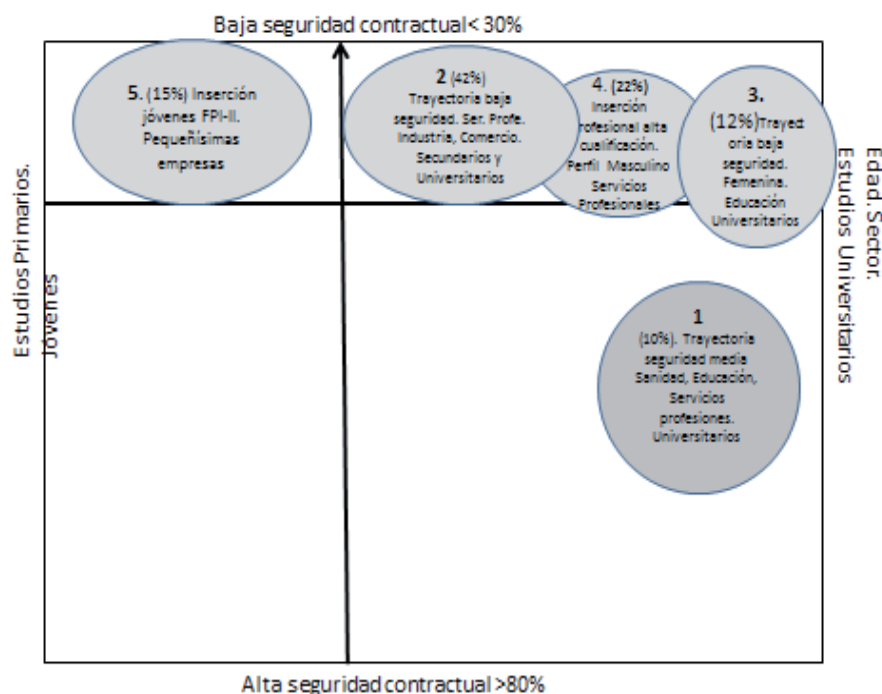 Baja seguridad contractual< 30%
5. (15%) Inserción
jóvenes FPI-II.
Pequeñísimas
empresas
2 (42%)
Trayectoria baja
seguridad. Ser. Profe.
Industria, Comercio.
Secundarios y
Universitarios
4. (22%)
Inserción
profesional alta
cualificación.
Perfil Masculino
Servicios
Profesionales
3.
(12%)Trayect
oria baja
seguridad.
Femenina.
Educación
Universitarios
1
(10%). Trayectoria
seguridad media
Sanidad, Educación,
Servicios
profesiones.
Universitarios
Estudios Primarios.
Jóvenes
Edad. Sector.
Estudios Universitarios
Alta seguridad contractual >80%